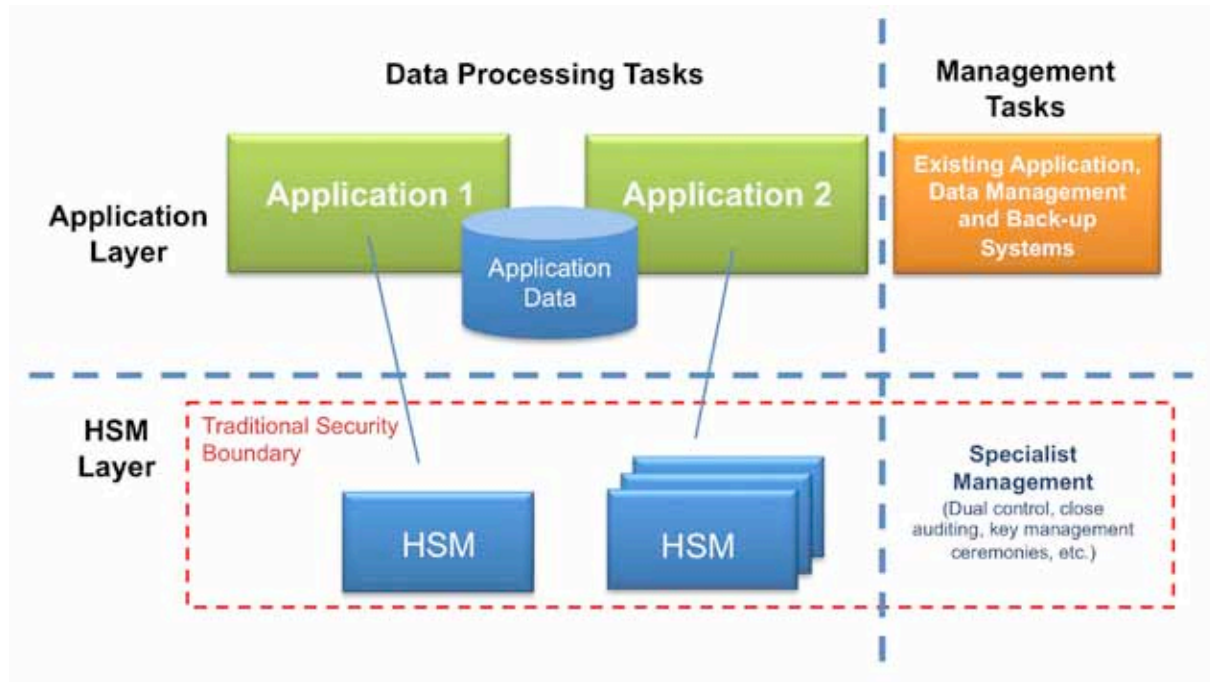 Data Processing Tasks
Management
Tasks
Application
Layer
Application 1
Application 2
Application
Data
Existing Application,
Data Management
and Back-up
Systems
HSM
Layer
Traditional Security
Boundary
HSM
HSM
Specialist
Management
(Dual control, close
auditing, key management
ceremonies, etc.)